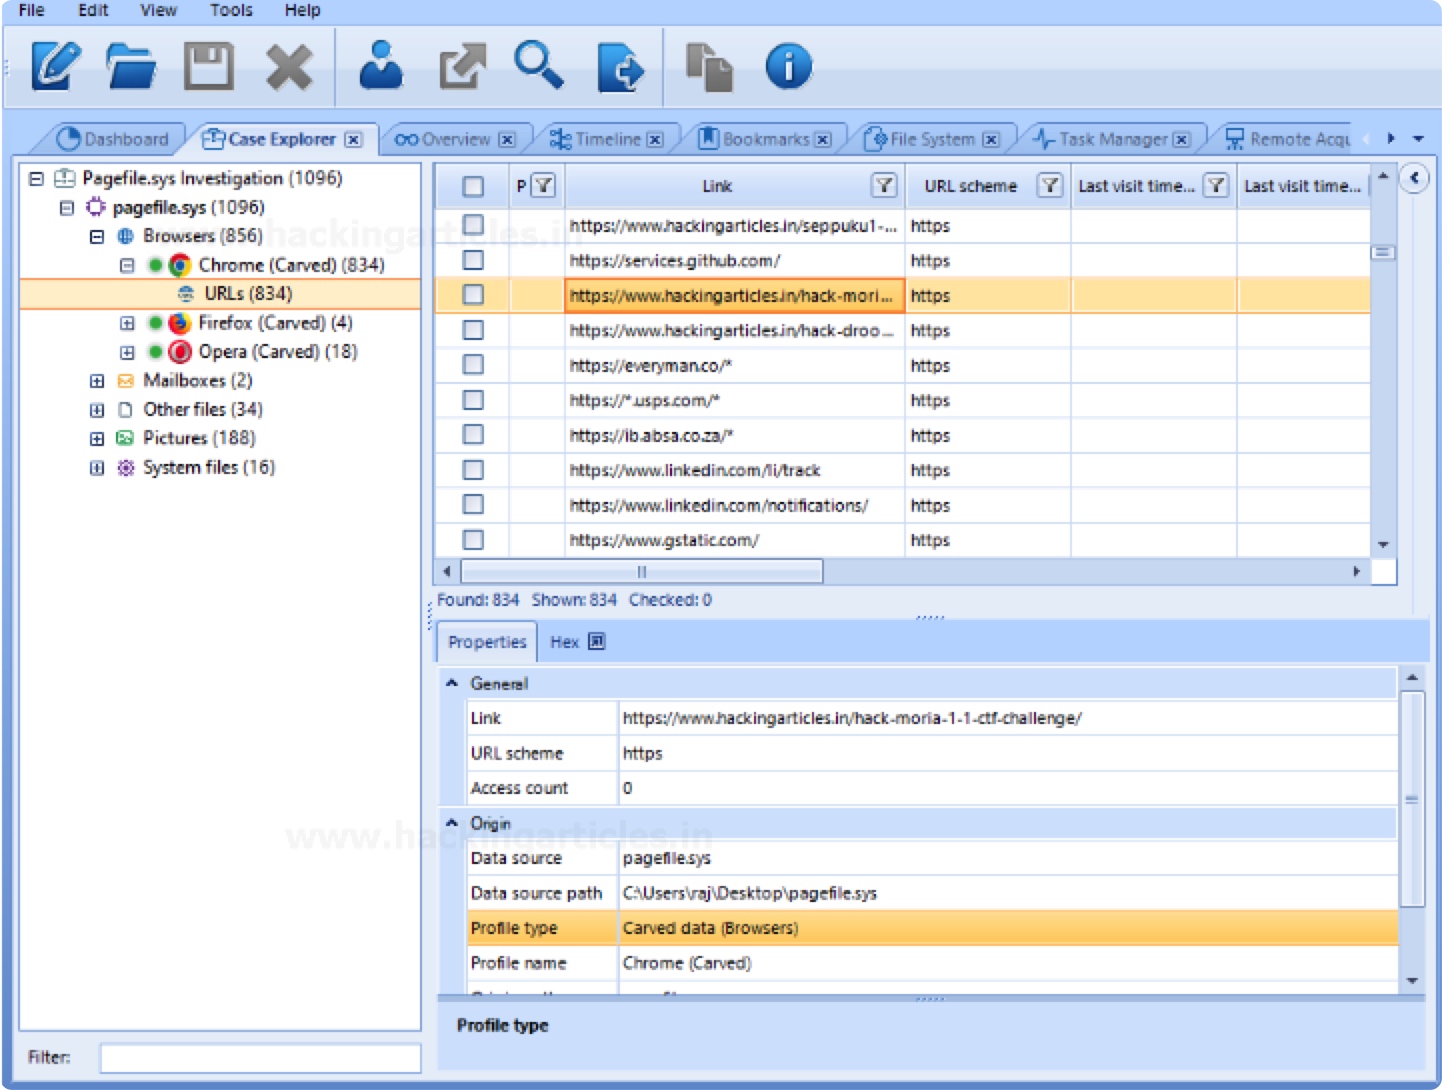 File Edit View Tools Help
Dashboard Case Explorer Overview Timeline Bookmarks File System Task Manager Remote Acqu
Pagefile.sys Investigation (1096)
pagefile.sys (1096)
Browsers (856)
Chrome (Carved) (834)
URLs (834)
Firefox (Carved) (4)
Opera (Carved) (18)
Mailboxes (2)
Other files (34)
Pictures (188)
System files (16)
Filter:
P Link URL scheme Last visit time... Last visit time...
https://www.hackingarticles.in/seppuku1-... https
https://services.github.com/ https
https://www.hackingarticles.in/hack-mori... https
https://www.hackingarticles.in/hack-droo... https
https://everyman.co/* https
https://*.usps.com/* https
https://ib.absa.co.za/* https
https://www.linkedin.com/li/track https
https://www.linkedin.com/notifications/ https
https://www.gstatic.com/ https
Found: 834 Shown: 834 Checked: 0
Properties Hex
General
Link https://www.hackingarticles.in/hack-moria-1-1-ctf-challenge/
URL scheme https
Access count 0
Origin
Data source pagefile.sys
Data source path C:\Users\raj\Desktop\pagefile.sys
Profile type Carved data (Browsers)
Profile name Chrome (Carved)
Profile type
www.hackingarticles.in